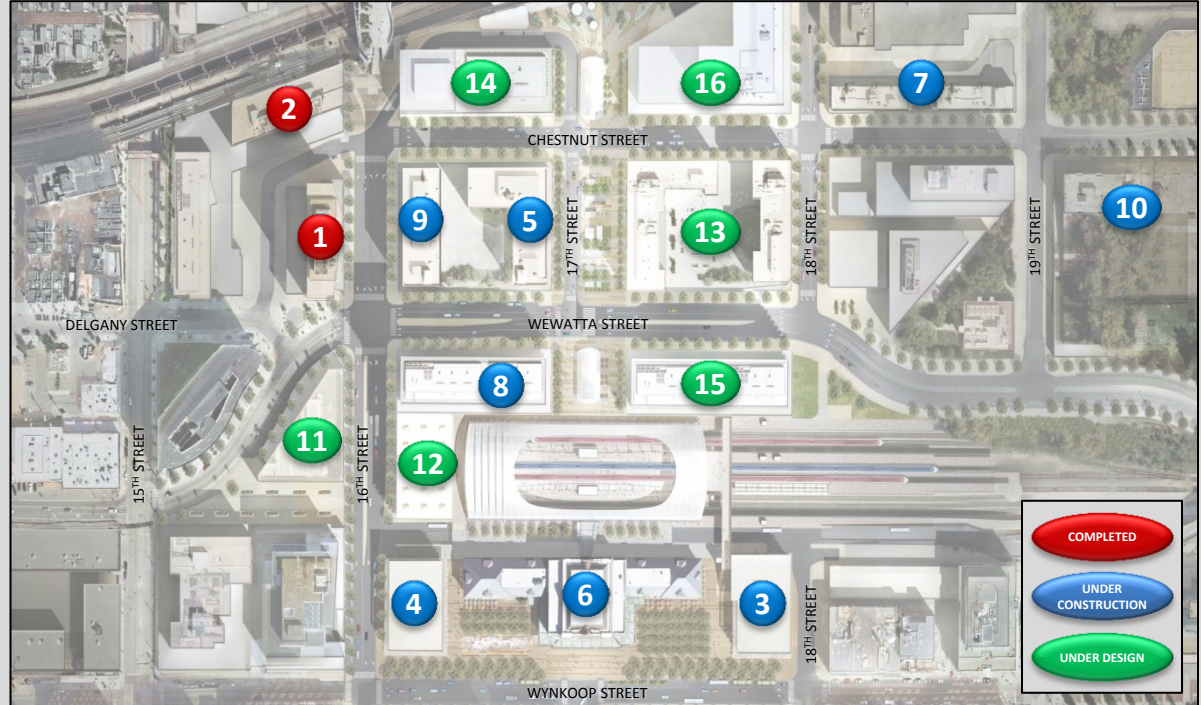 14
16
7
2
CHESTNUT STREET
9
5
17TH STREET
13
18TH STREET
19TH STREET
10
1
DELGANY STREET
WEWATTA STREET
8
15
11
12
15TH STREET
16TH STREET
4
6
3
18TH STREET
WYNKOOP STREET
COMPLETED
UNDER
CONSTRUCTION
UNDER DESIGN